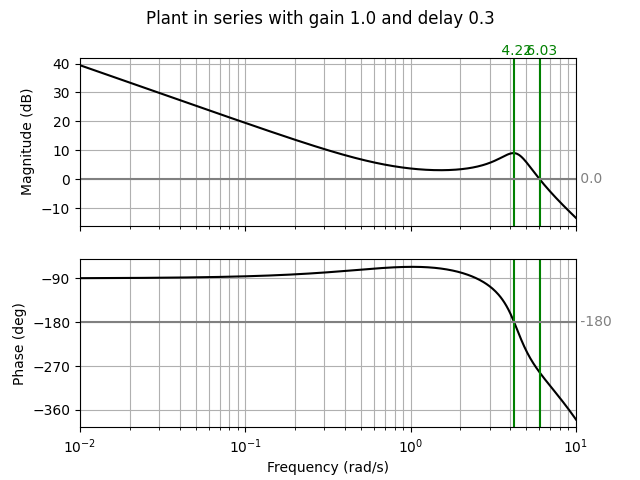 Plant in series with gain 1.0 and delay 0.3
4.22 6.03
40
30
20
10
0
−10
Magnitude (dB)
0.0
−90
−180
−270
−360
Phase (deg)
-180
10⁻² 10⁻¹ 10⁰ 10¹
Frequency (rad/s)